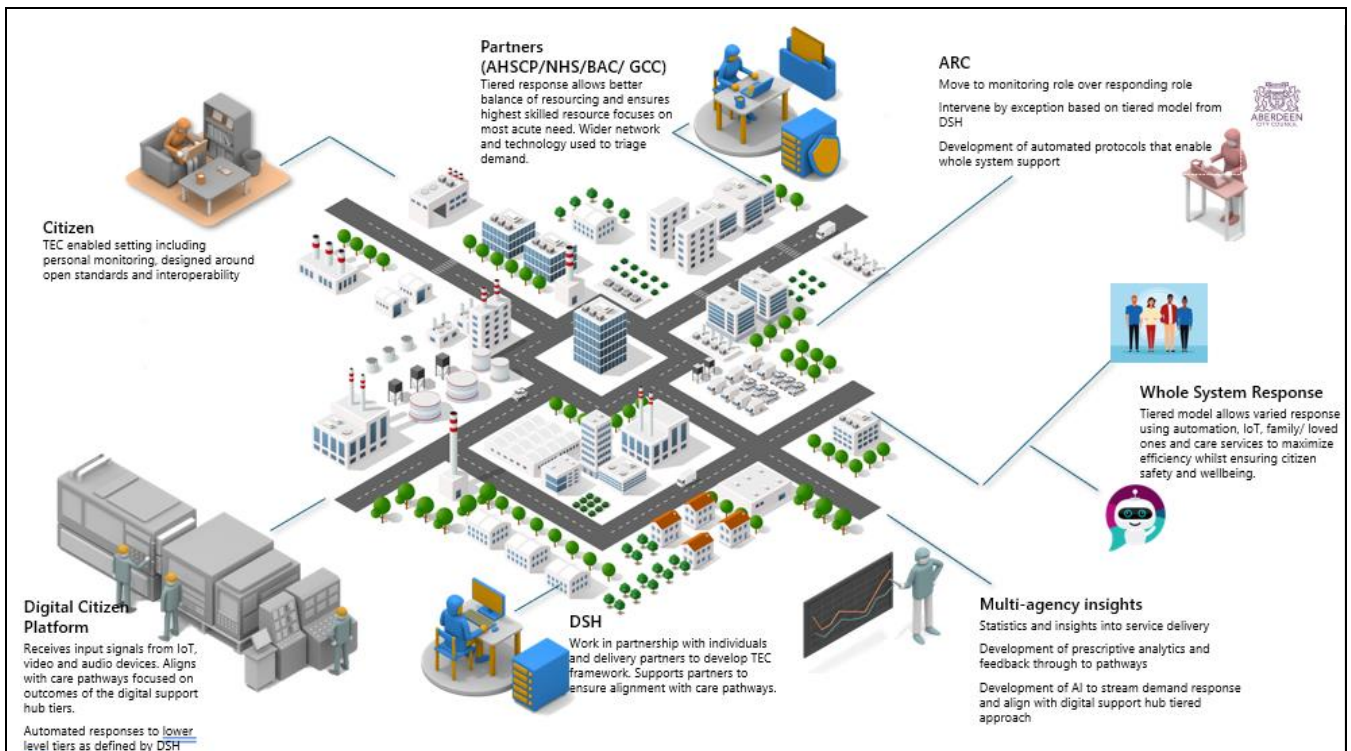 Partners
(AHSCP/NHS/BAC/ GCC)
Tiered response allows better
balance of resourcing and ensures
highest skilled resource focuses on
most acute need. Wider network
and technology used to triage
demand.
ARC
Move to monitoring role over responding role
Intervene by exception based on tiered model from
DSH
Development of automated protocols that enable
whole system support
ABERDEEN
CITY COUNCIL
Citizen
TEC enabled setting including
personal monitoring, designed around
open standards and interoperability
Whole System Response
Tiered model allows varied response
using automation, IoT, family/ loved
ones and care services to maximize
efficiency whilst ensuring citizen
safety and wellbeing.
Digital Citizen
Platform
Receives input signals from IoT,
video and audio devices. Aligns
with care pathways focused on
outcomes of the digital support
hub tiers.
Automated responses to lower
level tiers as defined by DSH
DSH
Work in partnership with individuals
and delivery partners to develop TEC
framework. Supports partners to
ensure alignment with care pathways.
Multi-agency insights
Statistics and insights into service delivery
Development of prescriptive analytics and
feedback through to pathways
Development of AI to stream demand response
and align with digital support hub tiered
approach